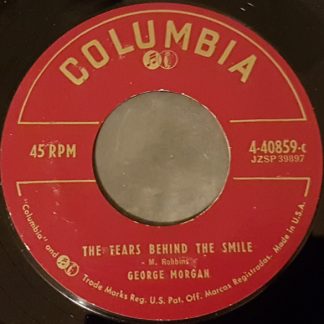 COLUMBIA
45 RPM
4-40859-c
JZSP 39897
THE TEARS BEHIND THE SMILE
- M. Robbins -
GEORGE MORGAN
"Columbia" and Trade Marks Reg. U.S. Pat. Off. Marcas Registradas. Made in U.S.A.